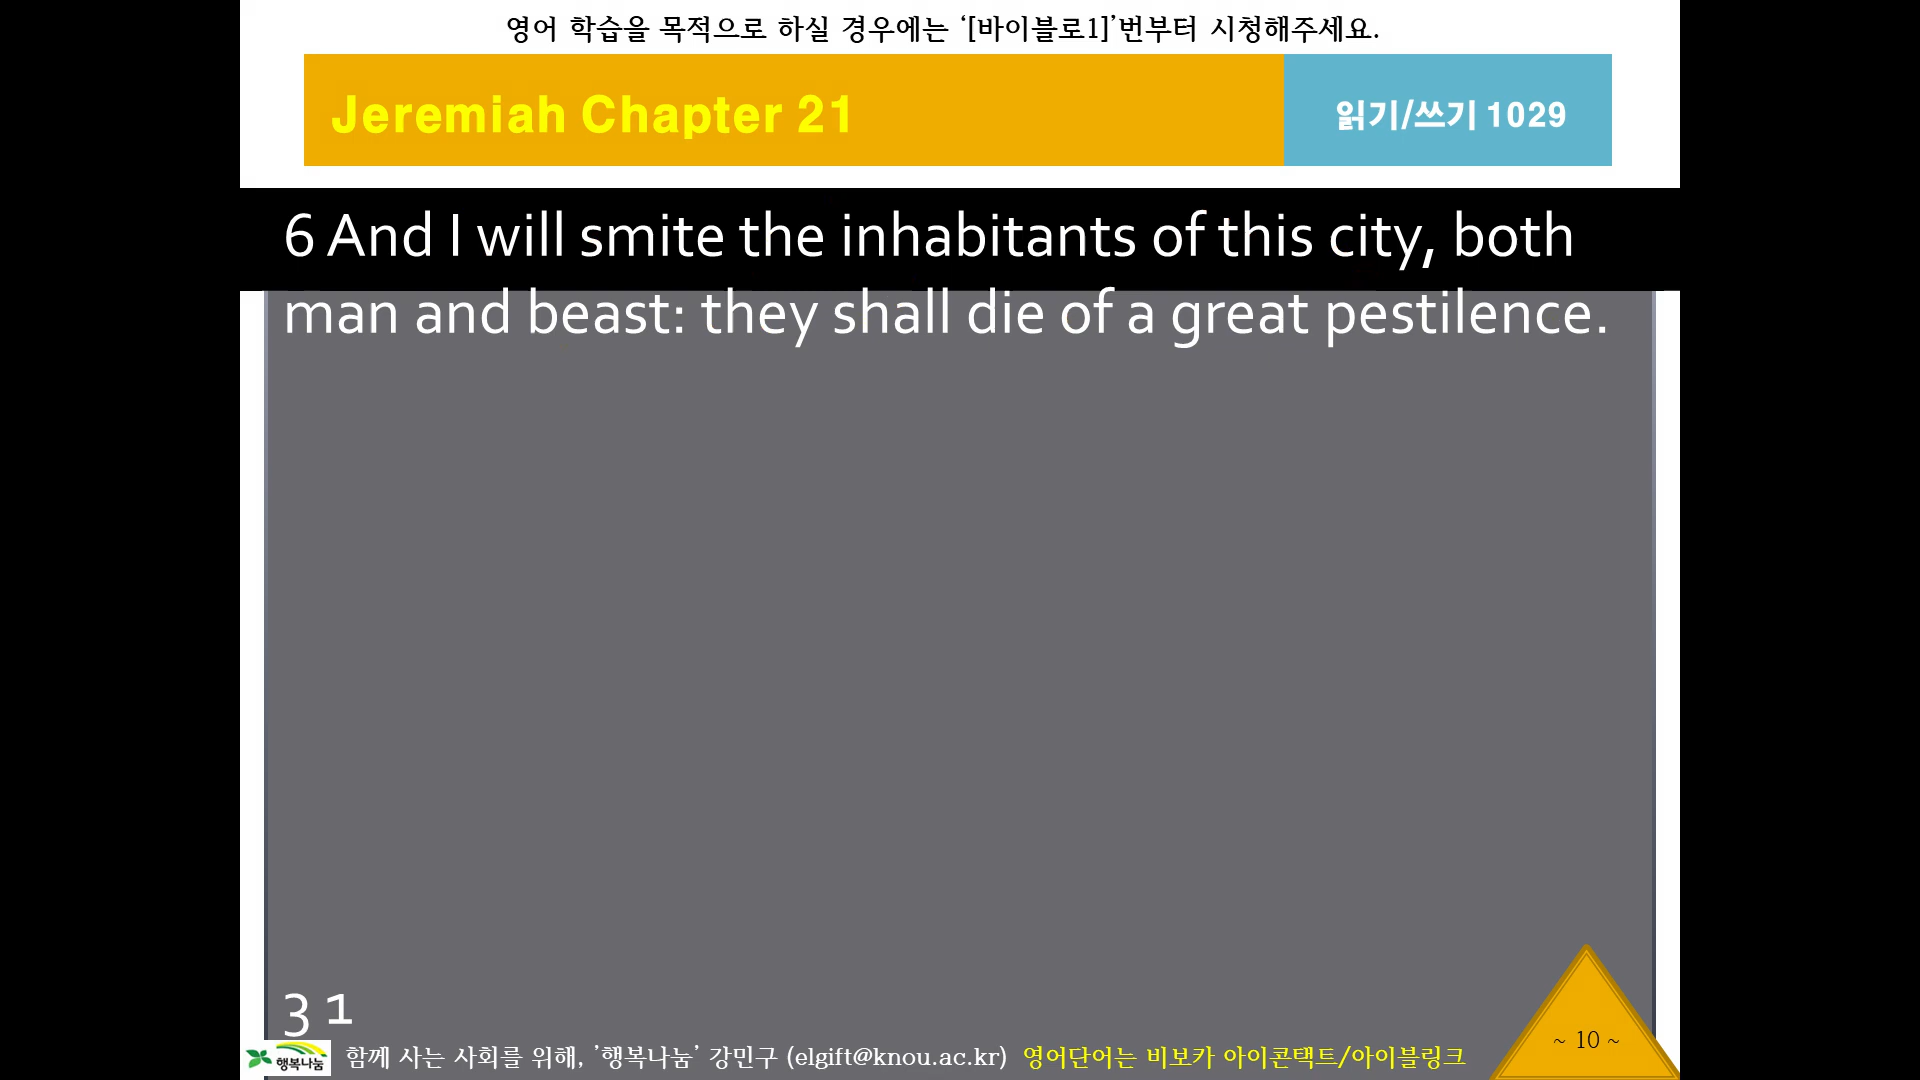 영어 학습을 목적으로 하실 경우에는 ‘[바이블로1]’번부터 시청해주세요.
Jeremiah Chapter 21
읽기/쓰기 1029
6 And I will smite the inhabitants of this city, both
man and beast: they shall die of a great pestilence.
3 1
행복나눔 함께 사는 사회를 위해, ’행복나눔’ 강민구 (elgift@knou.ac.kr) 영어단어는 비보카 아이콘택트/아이블링크
~ 10 ~